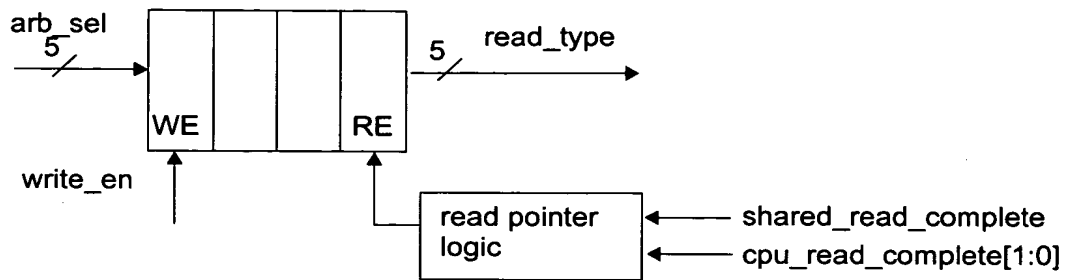 arb_sel
5
5
read_type
WE
RE
write_en
read pointer
logic
shared_read_complete
cpu_read_complete[1:0]